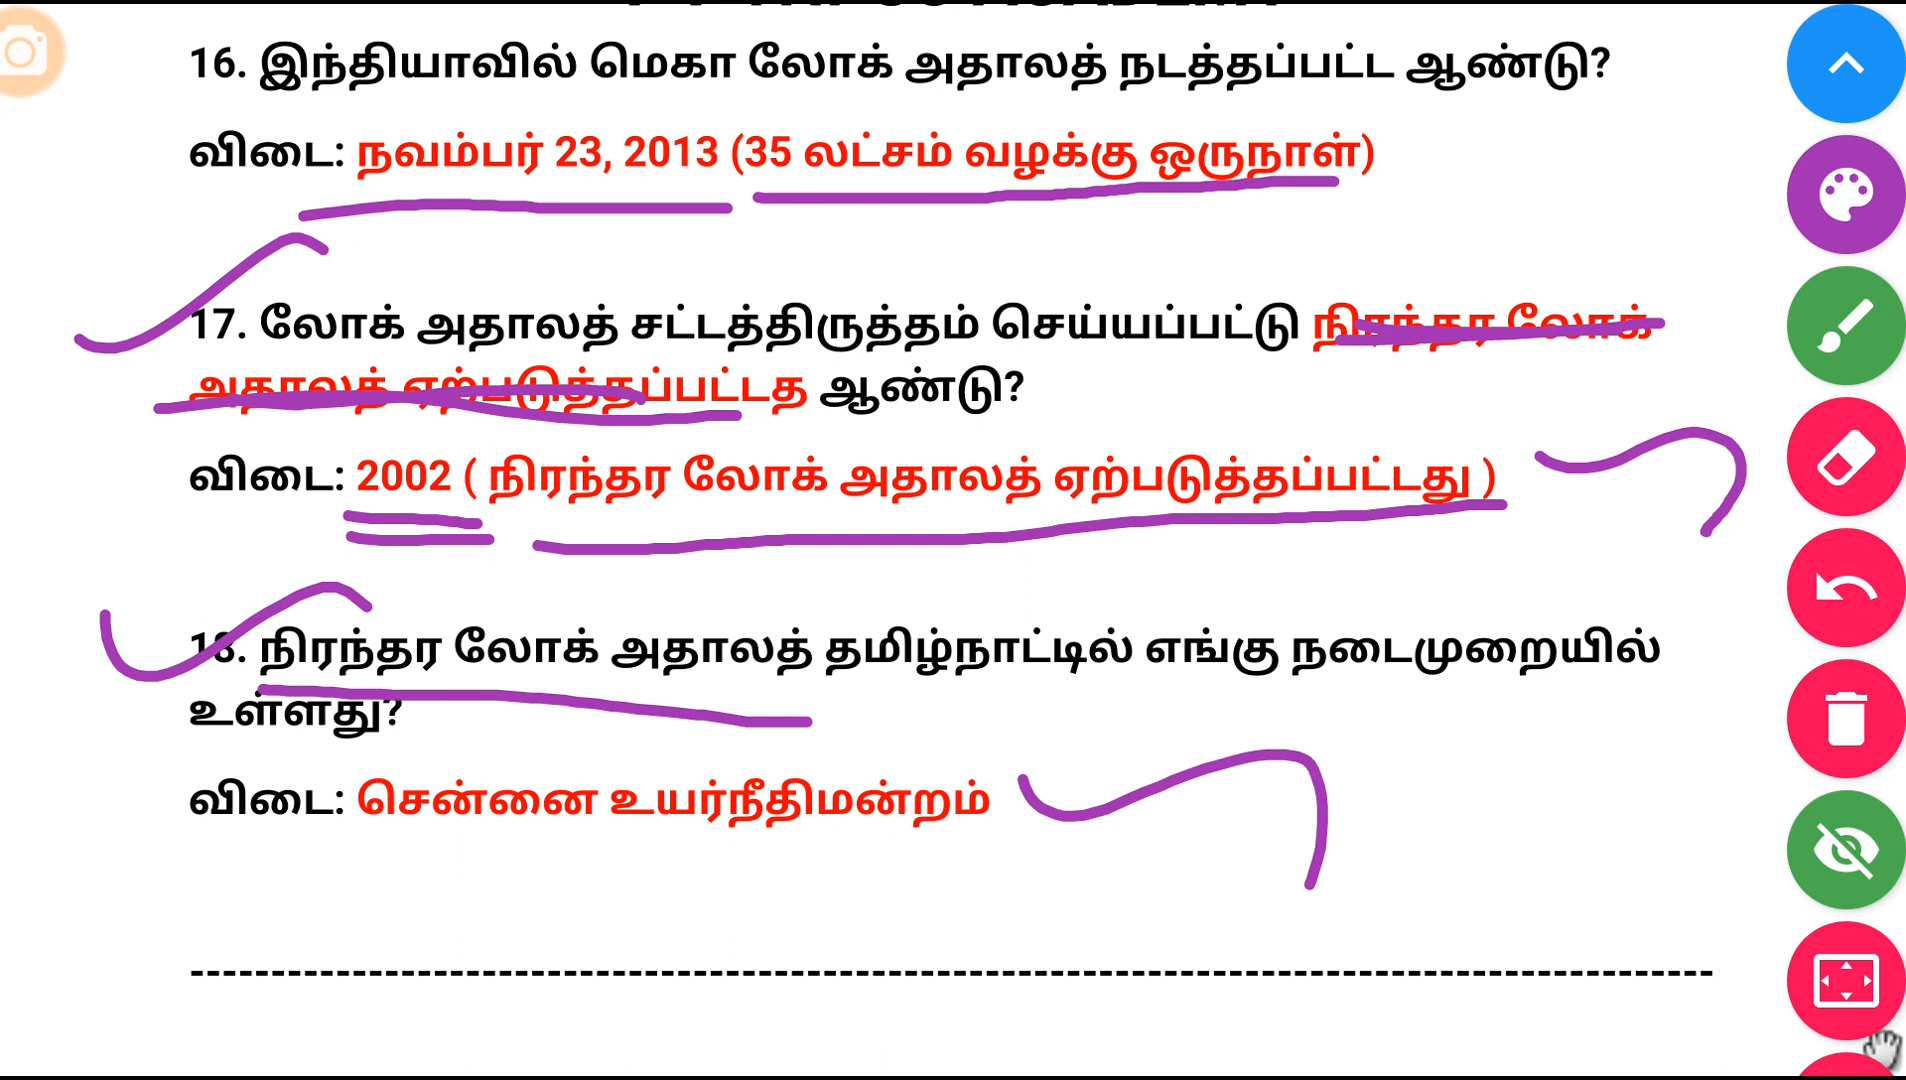 16. இந்தியாவில் மெகா லோக் அதாலத் நடத்தப்பட்ட ஆண்டு?
விடை: நவம்பர் 23, 2013 (35 லட்சம் வழக்கு ஒருநாள்)
17. லோக் அதாலத் சட்டத்திருத்தம் செய்யப்பட்டு நிரந்தர லோக்
அதாலத் ஏற்படுத்தப்பட்டத ஆண்டு?
விடை: 2002 ( நிரந்தர லோக் அதாலத் ஏற்படுத்தப்பட்டது )
18. நிரந்தர லோக் அதாலத் தமிழ்நாட்டில் எங்கு நடைமுறையில்
உள்ளது?
விடை: சென்னை உயர்நீதிமன்றம்